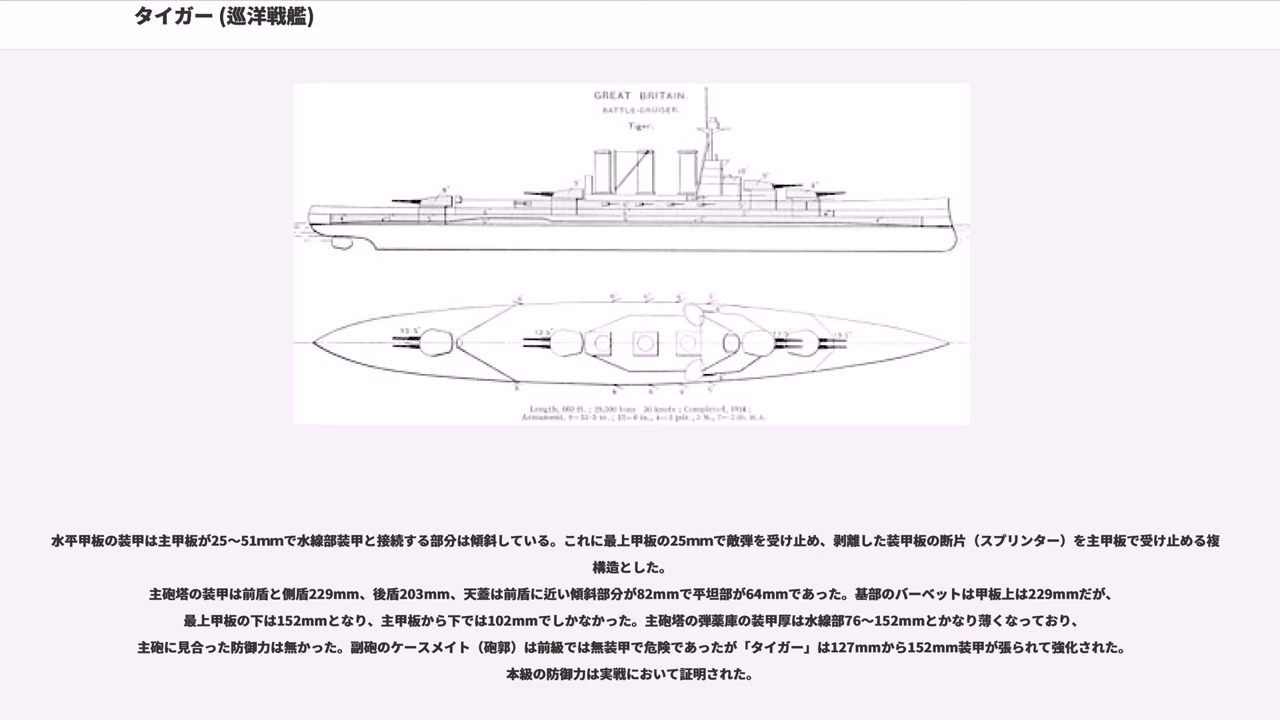 タイガー (巡洋戦艦)
GREAT BRITAIN.
BATTLE-CRUISER.
Tiger.
Length, 660 ft.; 28,500 tons 30 knots; Completed, 1914;
水平甲板の装甲は主甲板が25～51mmで水線部装甲と接続する部分は傾斜している。これに最上甲板の25mmで敵弾を受け止め、剥離した装甲板の断片（スプリンター）を主甲板で受け止める複
構造とした。
主砲塔の装甲は前盾と側盾229mm、後盾203mm、天蓋は前盾に近い傾斜部分が82mmで平坦部が64mmであった。基部のバーベットは甲板上は229mmだが、
最上甲板の下は152mmとなり、主甲板から下では102mmでしかなかった。主砲塔の弾薬庫の装甲厚は水線部76～152mmとかなり薄くなっており、
主砲に見合った防御力は無かった。副砲のケースメイト（砲郭）は前級では無装甲で危険であったが「タイガー」は127mmから152mm装甲が張られて強化された。
本級の防御力は実戦において証明された。